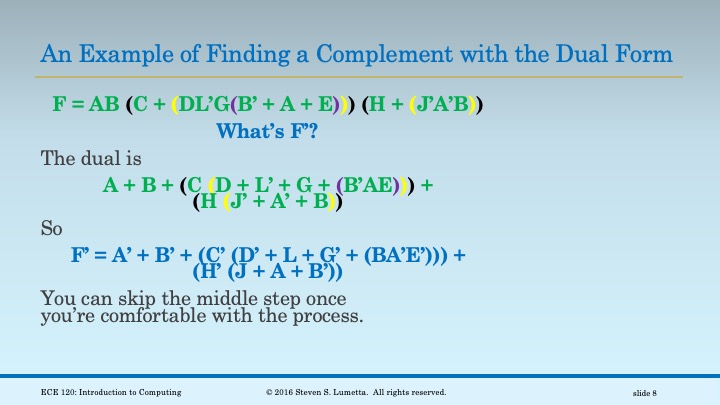 An Example of Finding a Complement with the Dual Form
F = AB (C + (DL’G(B’ + A + E))) (H + (J’A’B))
What’s F’?
The dual is
A + B + (C (D + L’ + G + (B’AE))) +
(H (J’ + A’ + B))
So
F’ = A’ + B’ + (C’ (D’ + L + G’ + (BA’E’))) +
(H’ (J + A + B’))
You can skip the middle step once
you’re comfortable with the process.
ECE 120: Introduction to Computing © 2016 Steven S. Lumetta. All rights reserved. slide 8